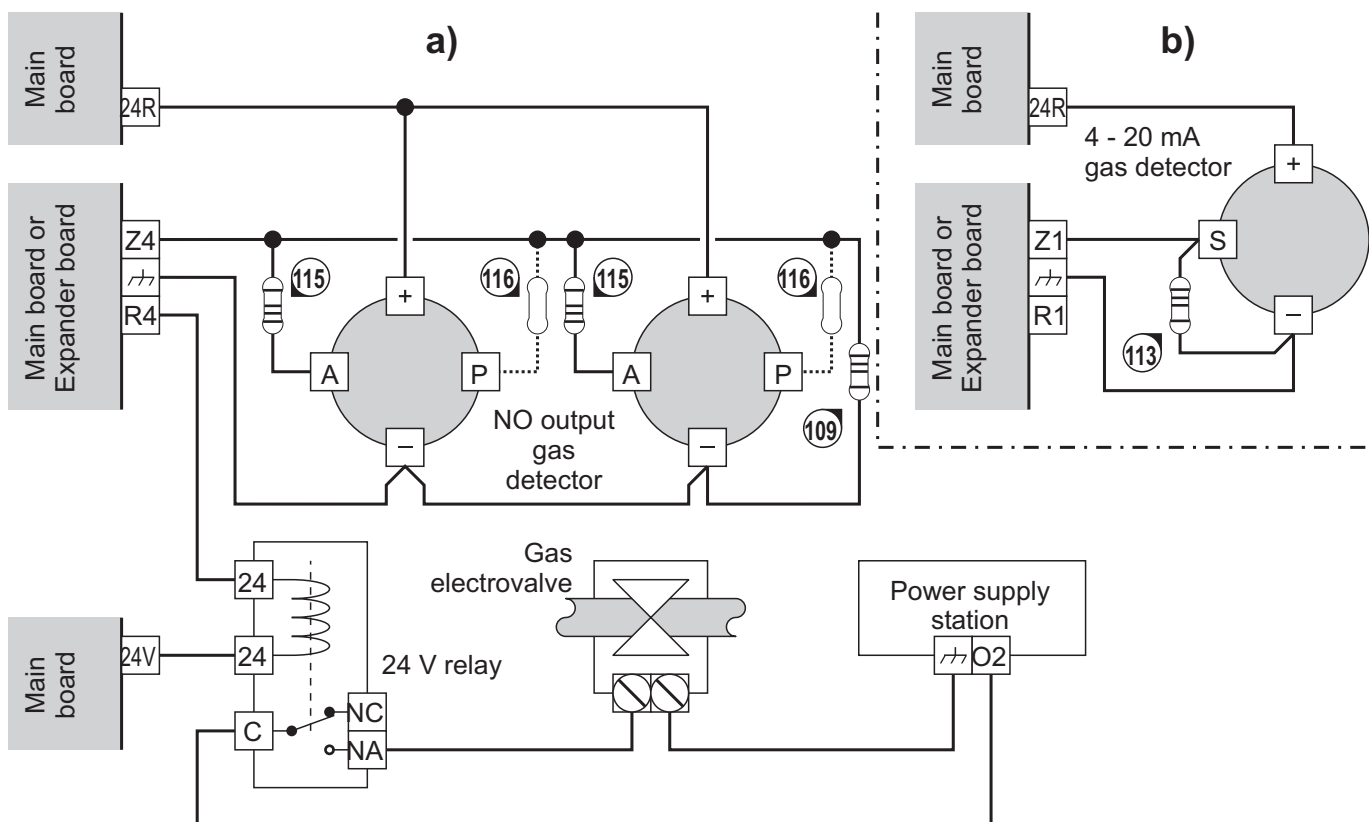 a)
Main
board
24R
Main board or
Expander board
Z4
R4
115
116
115
116
+
+
A
P
A
P
–
–
NO output
gas
detector
109
b)
Main
board
24R
4 - 20 mA
gas detector
+
Main board or
Expander board
Z1
R1
S
–
113
Main
board
24V
24
24
C
NC
NA
24 V relay
Gas
electrovalve
Power supply
station
O2